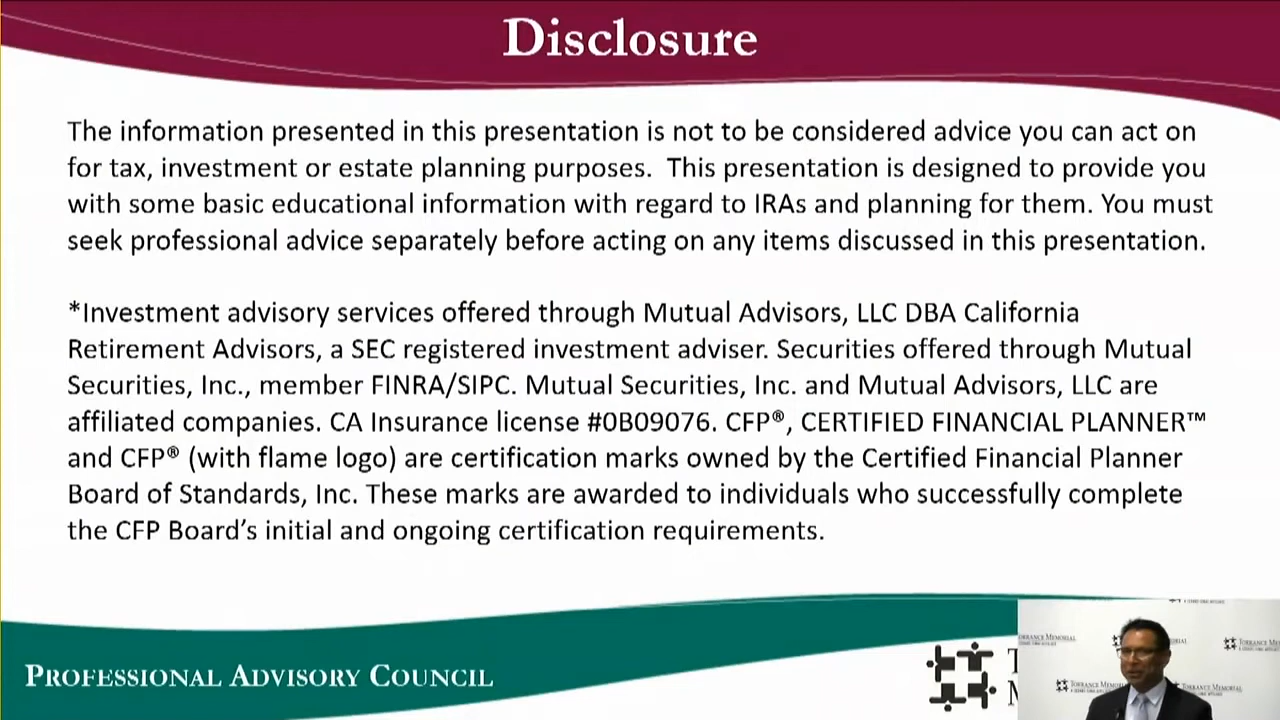 Disclosure
The information presented in this presentation is not to be considered advice you can act on
for tax, investment or estate planning purposes.  This presentation is designed to provide you
with some basic educational information with regard to IRAs and planning for them. You must
seek professional advice separately before acting on any items discussed in this presentation.
*Investment advisory services offered through Mutual Advisors, LLC DBA California
Retirement Advisors, a SEC registered investment adviser. Securities offered through Mutual
Securities, Inc., member FINRA/SIPC. Mutual Securities, Inc. and Mutual Advisors, LLC are
affiliated companies. CA Insurance license #0B09076. CFP®, CERTIFIED FINANCIAL PLANNER™
and CFP® (with flame logo) are certification marks owned by the Certified Financial Planner
Board of Standards, Inc. These marks are awarded to individuals who successfully complete
the CFP Board’s initial and ongoing certification requirements.
PROFESSIONAL ADVISORY COUNCIL
TORRANCE MEMORIAL